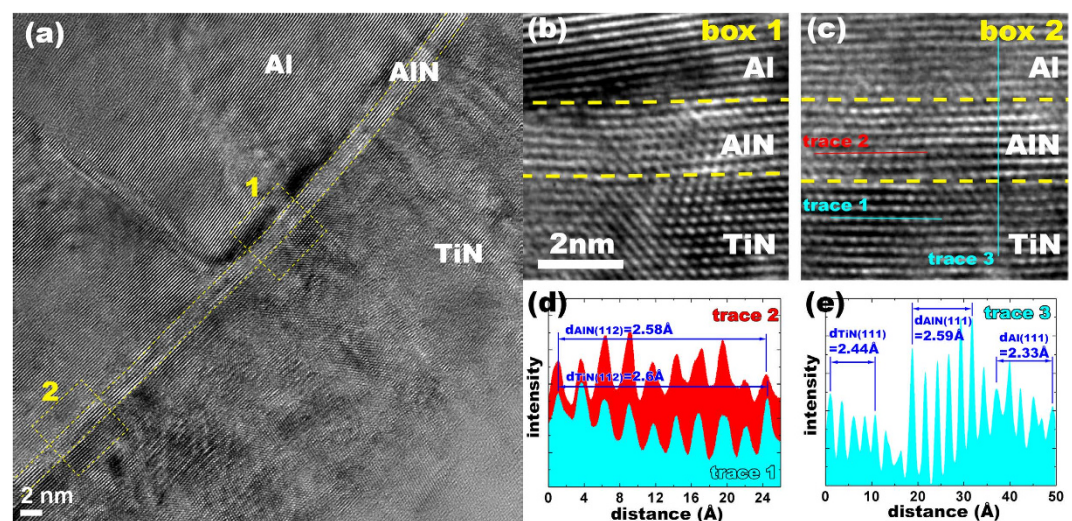 (a)
Al
AlN
1
TiN
2
2 nm
(b)
box 1
Al
AlN
TiN
2nm
(c)
box 2
Al
trace 2
AlN
trace 1
TiN
trace 3
(d)
trace 2
dAlN(112)=2.58Å
dTiN(112)=2.6Å
trace 1
intensity
0 4 8 12 16 20 24
distance (Å)
(e)
trace 3
dAlN(111)
=2.59Å
dTiN(111)
=2.44Å
dAl(111)
=2.33Å
intensity
0 10 20 30 40 50
distance (Å)